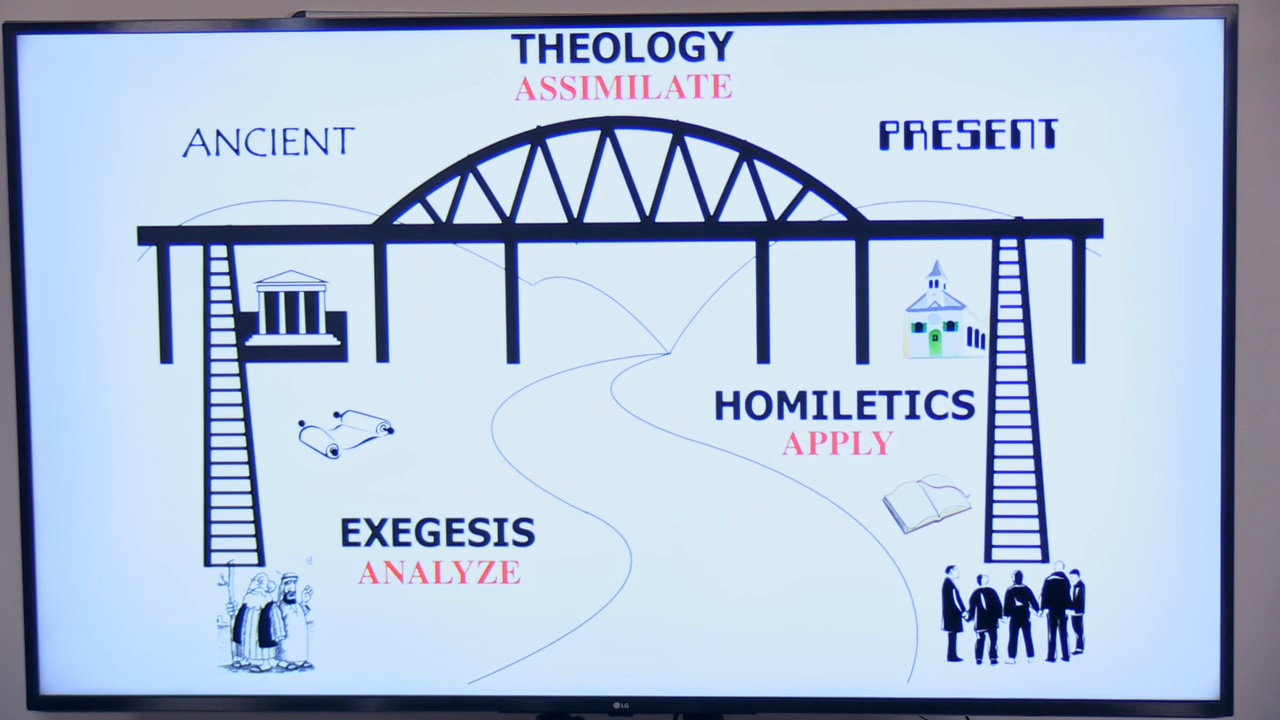 THEOLOGY
ASSIMILATE
ANCIENT
PRESENT
HOMILETICS
APPLY
EXEGESIS
ANALYZE
LG